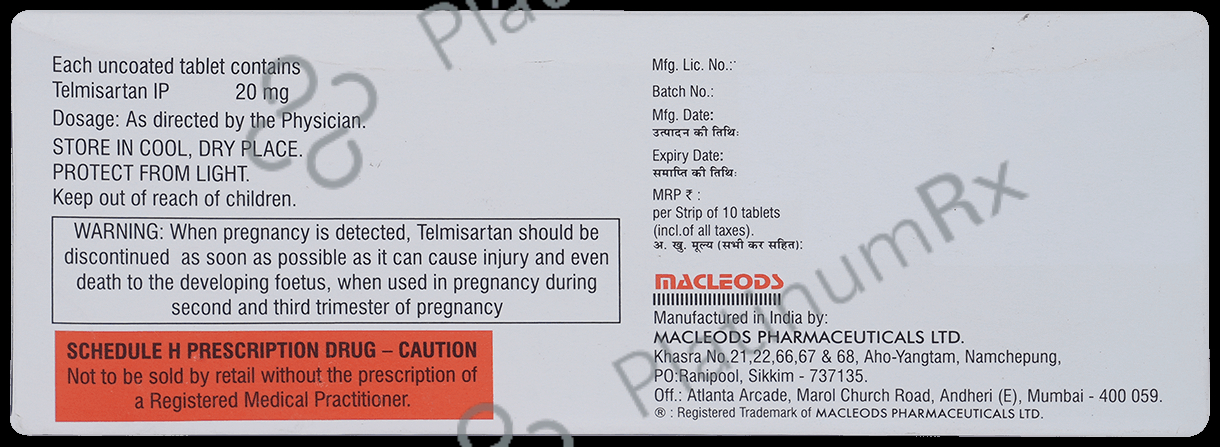 Each uncoated tablet contains
Telmisartan IP 20 mg
Dosage: As directed by the Physician.
STORE IN COOL, DRY PLACE.
PROTECT FROM LIGHT.
Keep out of reach of children.
WARNING: When pregnancy is detected, Telmisartan should be
discontinued as soon as possible as it can cause injury and even
death to the developing foetus, when used in pregnancy during
second and third trimester of pregnancy
SCHEDULE H PRESCRIPTION DRUG – CAUTION
Not to be sold by retail without the prescription of
a Registered Medical Practitioner.
Mfg. Lic. No.:
Batch No.:
Mfg. Date:
उत्पादन की तिथि:
Expiry Date:
समाप्ति की तिथि:
MRP ₹ :
per Strip of 10 tablets
(incl.of all taxes).
अ. खु. मूल्य (सभी कर सहित):
MACLEODS
Manufactured in India by:
MACLEODS PHARMACEUTICALS LTD.
Khasra No.21,22,66,67 & 68, Aho-Yangtam, Namchepung,
PO:Ranipool, Sikkim - 737135.
Off.: Atlanta Arcade, Marol Church Road, Andheri (E), Mumbai - 400 059.
® : Registered Trademark of MACLEODS PHARMACEUTICALS LTD.
PlatinumRx